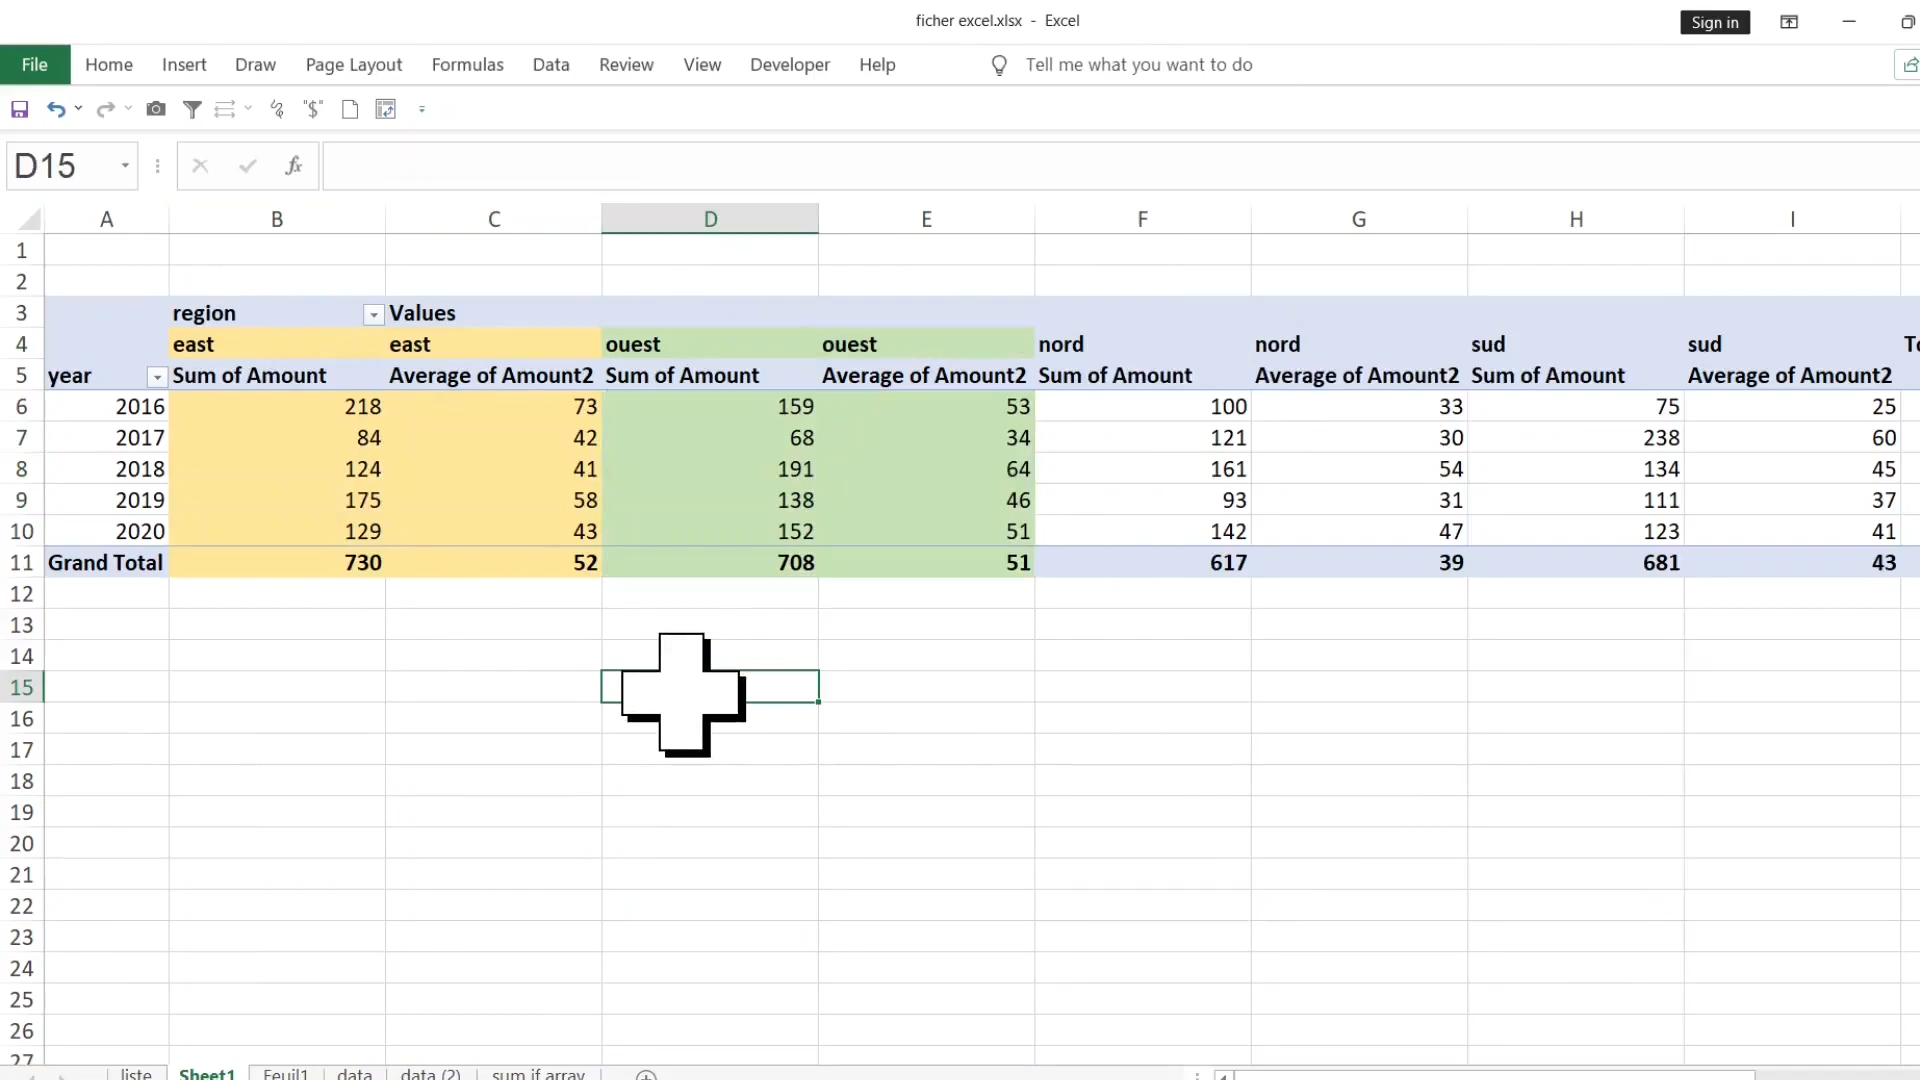 ficher excel.xlsx - Excel
Sign in
File Home Insert Draw Page Layout Formulas Data Review View Developer Help Tell me what you want to do
"$"
D15 fx
A B C D E F G H I
1
2
3 region Values
4 east east ouest ouest nord nord sud sud
5 year Sum of Amount Average of Amount2 Sum of Amount Average of Amount2 Sum of Amount Average of Amount2 Sum of Amount Average of Amount2
6 2016 218 73 159 53 100 33 75 25
7 2017 84 42 68 34 121 30 238 60
8 2018 124 41 191 64 161 54 134 45
9 2019 175 58 138 46 93 31 111 37
10 2020 129 43 152 51 142 47 123 41
11 Grand Total 730 52 708 51 617 39 681 43
12
13
14
15
16
17
18
19
20
21
22
23
24
25
26
27
liste Sheet1 Feuil1 data data (2) sum if array